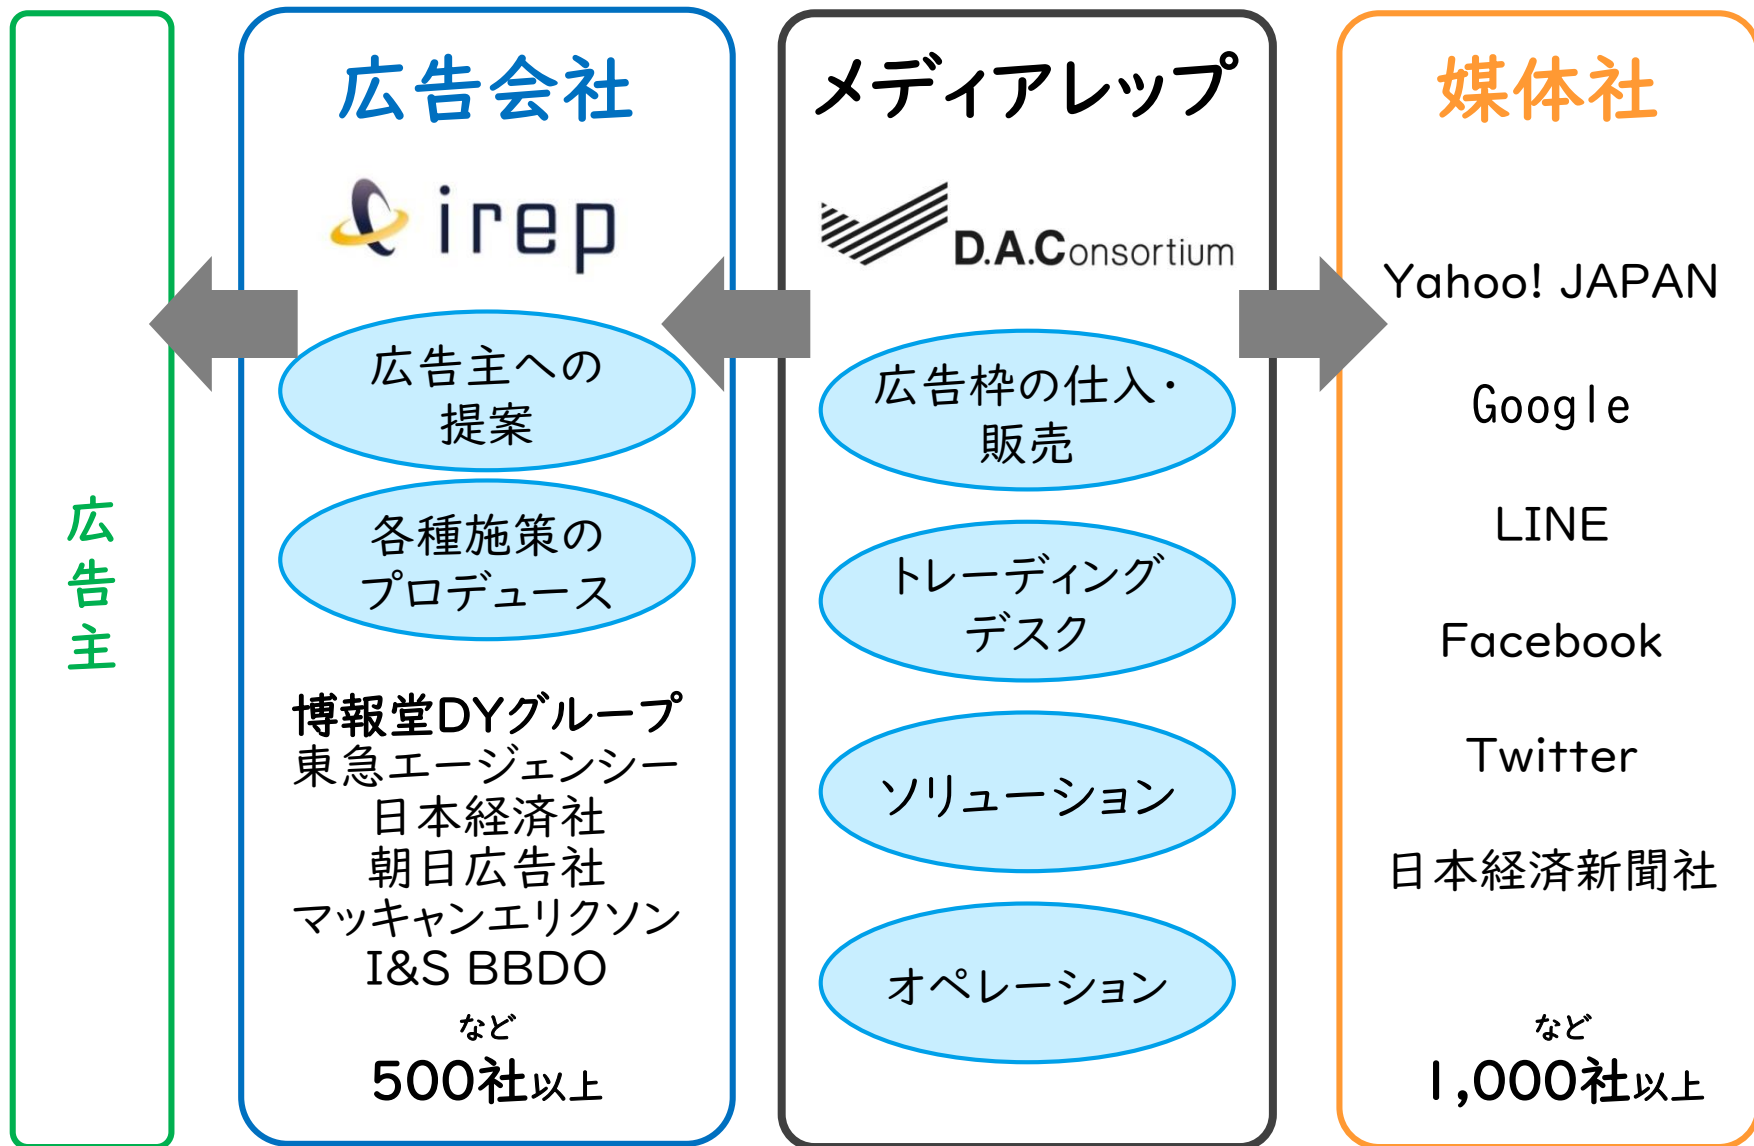 広告主
広告会社
irep
広告主への
提案
各種施策の
プロデュース
博報堂DYグループ
東急エージェンシー
日本経済社
朝日広告社
マッキャンエリクソン
I&S BBDO
など
500社以上
メディアレップ
D.A.Consortium
広告枠の仕入・
販売
トレーディング
デスク
ソリューション
オペレーション
媒体社
Yahoo! JAPAN
Google
LINE
Facebook
Twitter
日本経済新聞社
など
1,000社以上